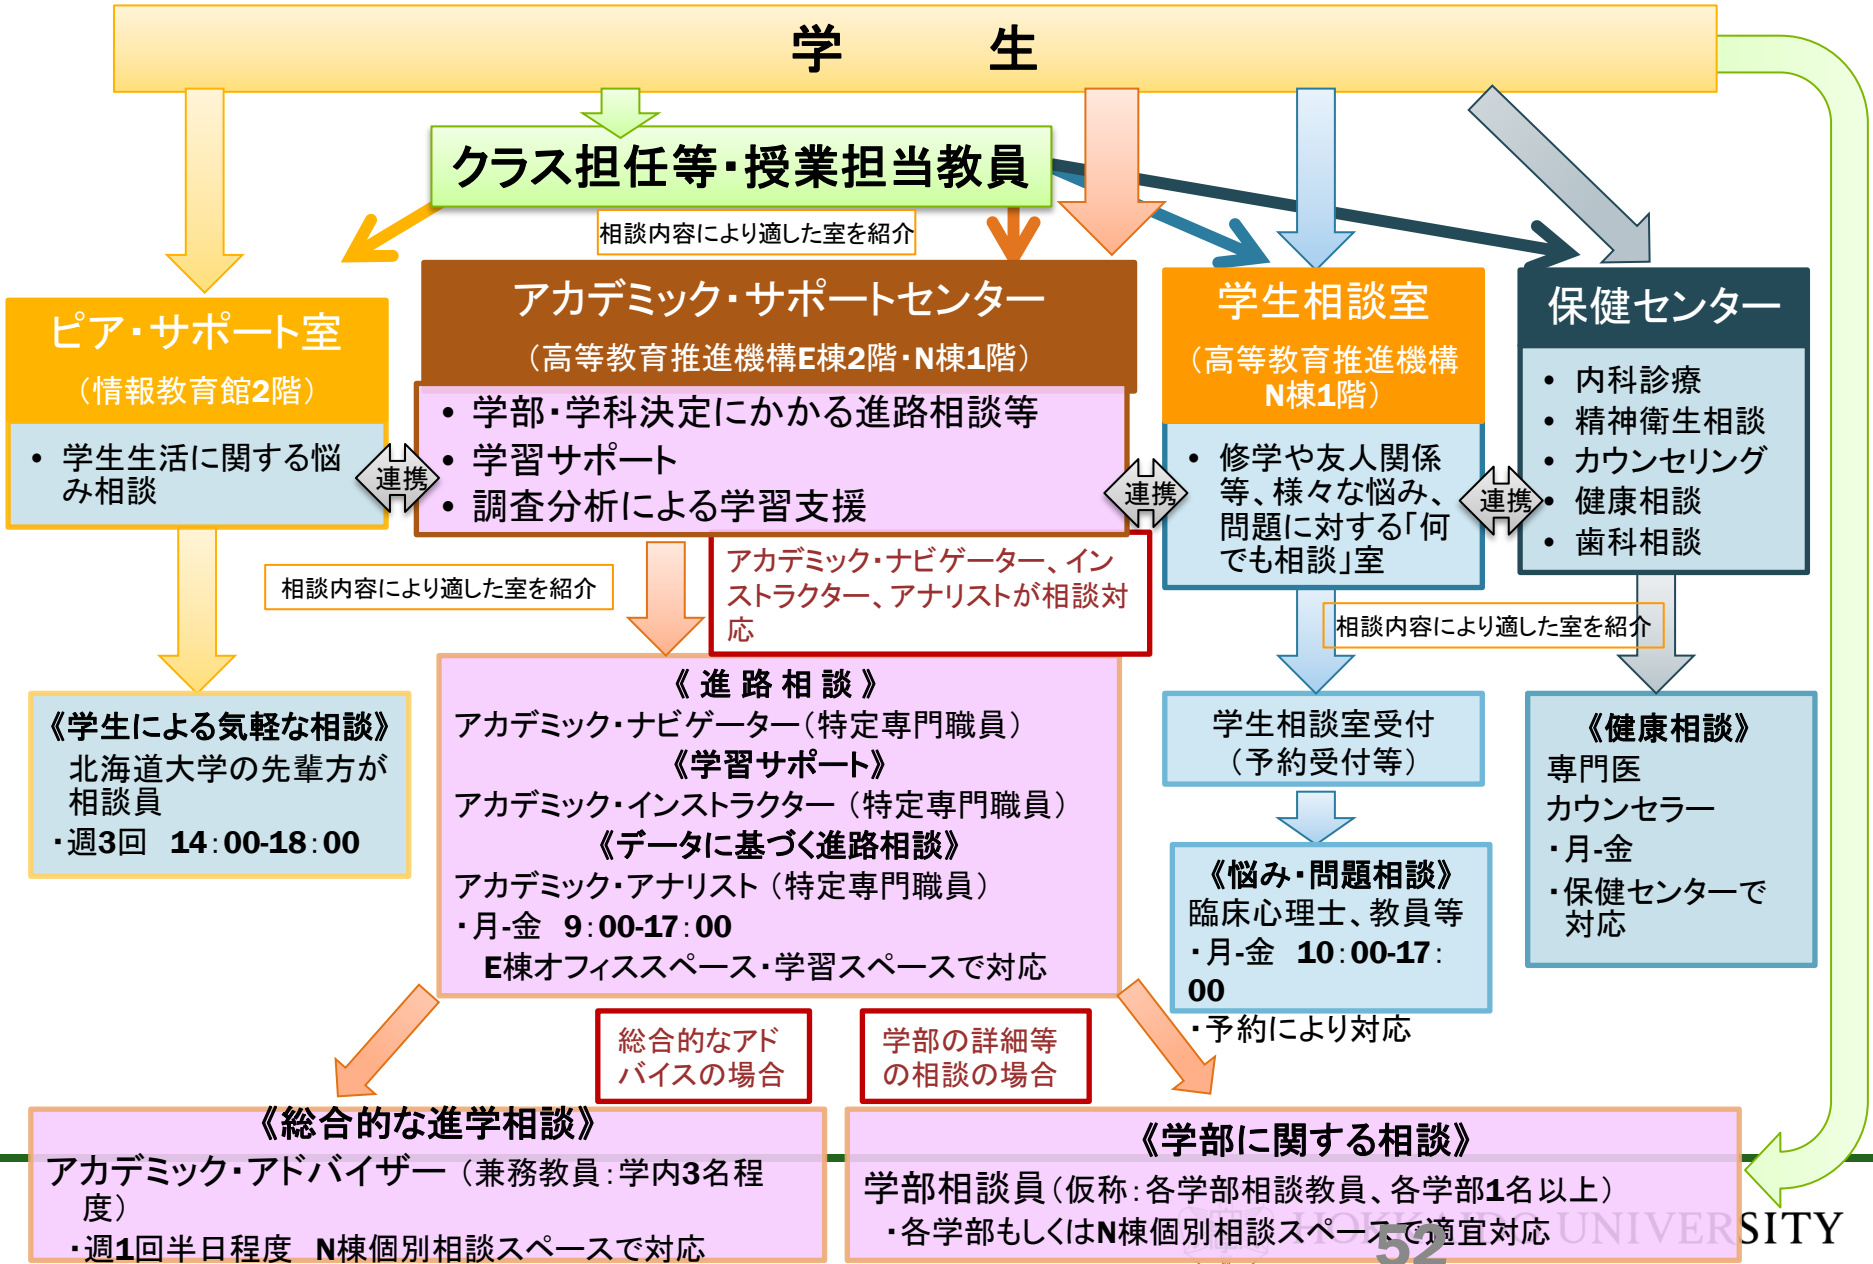 学　　　生
クラス担任等・授業担当教員
相談内容により適した室を紹介
ピア・サポート室
（情報教育館2階）
• 学生生活に関する悩
み相談
連携
アカデミック・サポートセンター
（高等教育推進機構E棟2階・N棟1階）
• 学部・学科決定にかかる進路相談等
• 学習サポート
• 調査分析による学習支援
連携
学生相談室
（高等教育推進機構
N棟1階）
• 修学や友人関係
等、様々な悩み、
問題に対する「何
でも相談」室
連携
保健センター
• 内科診療
• 精神衛生相談
• カウンセリング
• 健康相談
• 歯科相談
相談内容により適した室を紹介
アカデミック・ナビゲーター、イン
ストラクター、アナリストが相談対
応
相談内容により適した室を紹介
《学生による気軽な相談》
北海道大学の先輩方が
相談員
・週3回　14：00-18：00
《 進 路 相 談 》
アカデミック・ナビゲーター（特定専門職員）
《学習サポート》
アカデミック・インストラクター （特定専門職員）
《データに基づく進路相談》
アカデミック・アナリスト （特定専門職員）
・月-金　9：00-17：00
E棟オフィススペース・学習スペースで対応
学生相談室受付
（予約受付等）
《悩み・問題相談》
臨床心理士、教員等
・月-金　10：00-17：
00
・予約により対応
《健康相談》
専門医
カウンセラー
・月-金
・保健センターで
対応
総合的なアド
バイスの場合
学部の詳細等
の相談の場合
《総合的な進学相談》
アカデミック・アドバイザー （兼務教員：学内3名程
度）
・週1回半日程度　N棟個別相談スペースで対応
《学部に関する相談》
学部相談員（仮称：各学部相談教員、各学部1名以上）
・各学部もしくはN棟個別相談スペースで適宜対応
HOKKAIDO UNIVERSITY
52